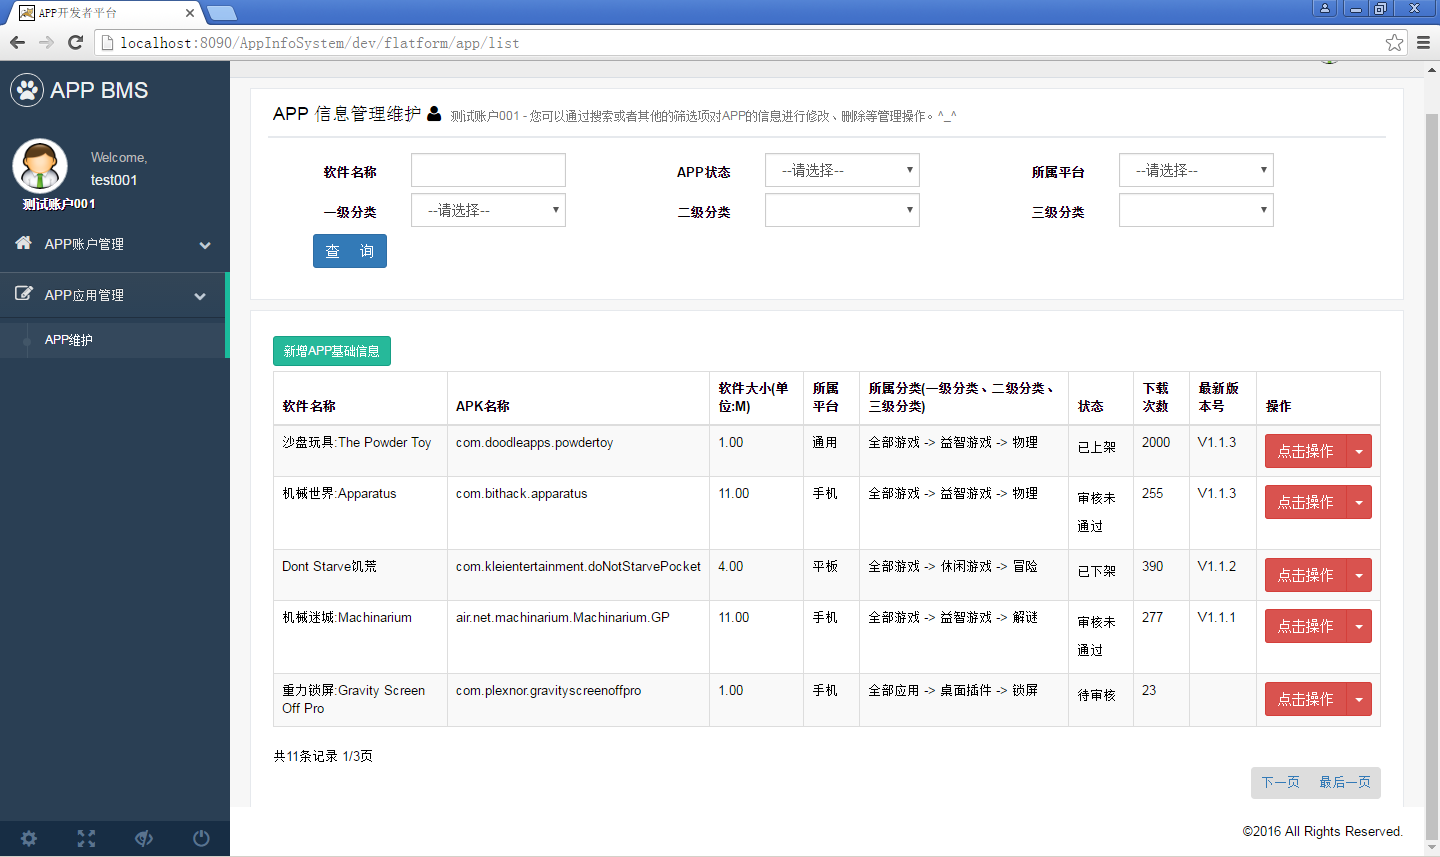 APP开发者平台
localhost:8090/AppInfoSystem/dev/flatform/app/list
APP BMS
Welcome,
test001
测试账户001
APP账户管理
APP应用管理
APP维护
APP 信息管理维护 测试账户001 - 您可以通过搜索或者其他的筛选项对APP的信息进行修改、删除等管理操作。^_^
软件名称 APP状态 --请选择-- 所属平台 --请选择--
一级分类 --请选择-- 二级分类 三级分类
查 询
新增APP基础信息
软件名称 APK名称 软件大小(单位:M) 所属平台 所属分类(一级分类、二级分类、三级分类) 状态 下载次数 最新版本号 操作
沙盘玩具:The Powder Toy com.doodleapps.powdertoy 1.00 通用 全部游戏 -> 益智游戏 -> 物理 已上架 2000 V1.1.3 点击操作
机械世界:Apparatus com.bithack.apparatus 11.00 手机 全部游戏 -> 益智游戏 -> 物理 审核未通过 255 V1.1.3 点击操作
Dont Starve饥荒 com.kleientertainment.doNotStarvePocket 4.00 平板 全部游戏 -> 休闲游戏 -> 冒险 已下架 390 V1.1.2 点击操作
机械迷城:Machinarium air.net.machinarium.Machinarium.GP 11.00 手机 全部游戏 -> 益智游戏 -> 解谜 审核未通过 277 V1.1.1 点击操作
重力锁屏:Gravity Screen Off Pro com.plexnor.gravityscreenoffpro 1.00 手机 全部应用 -> 桌面插件 -> 锁屏 待审核 23 点击操作
共11条记录 1/3页
下一页 最后一页
©2016 All Rights Reserved.